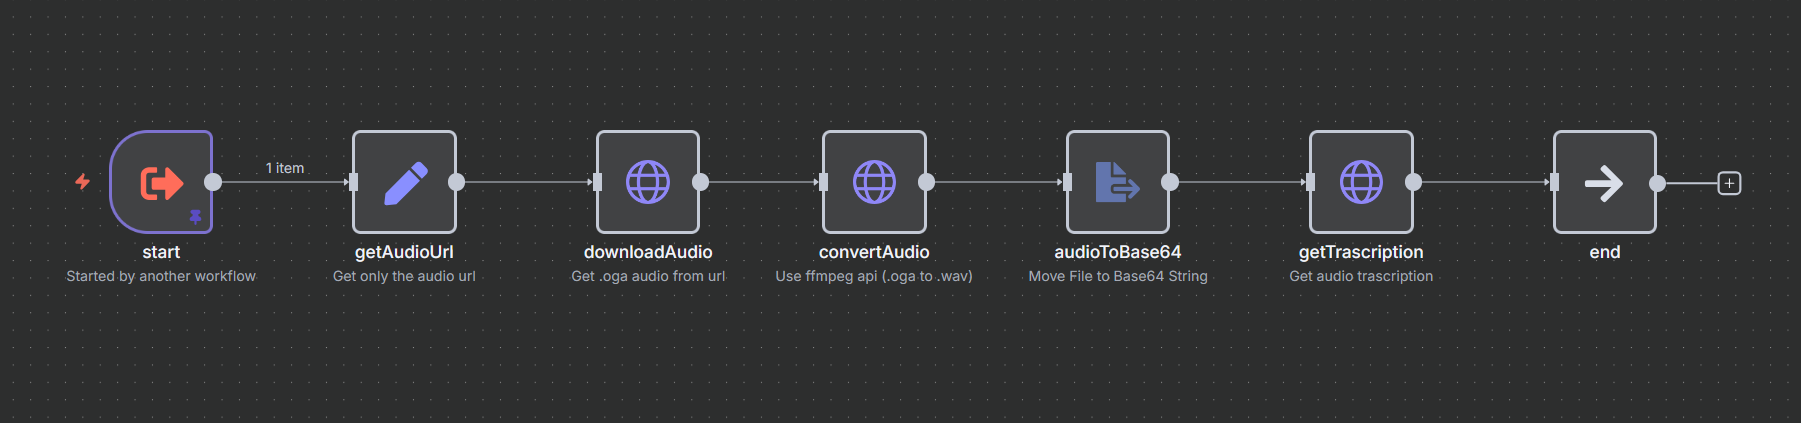 1 item
start
Started by another workflow
getAudioUrl
Get only the audio url
downloadAudio
Get .oga audio from url
convertAudio
Use ffmpeg api (.oga to .wav)
audioToBase64
Move File to Base64 String
getTrascription
Get audio trascription
end